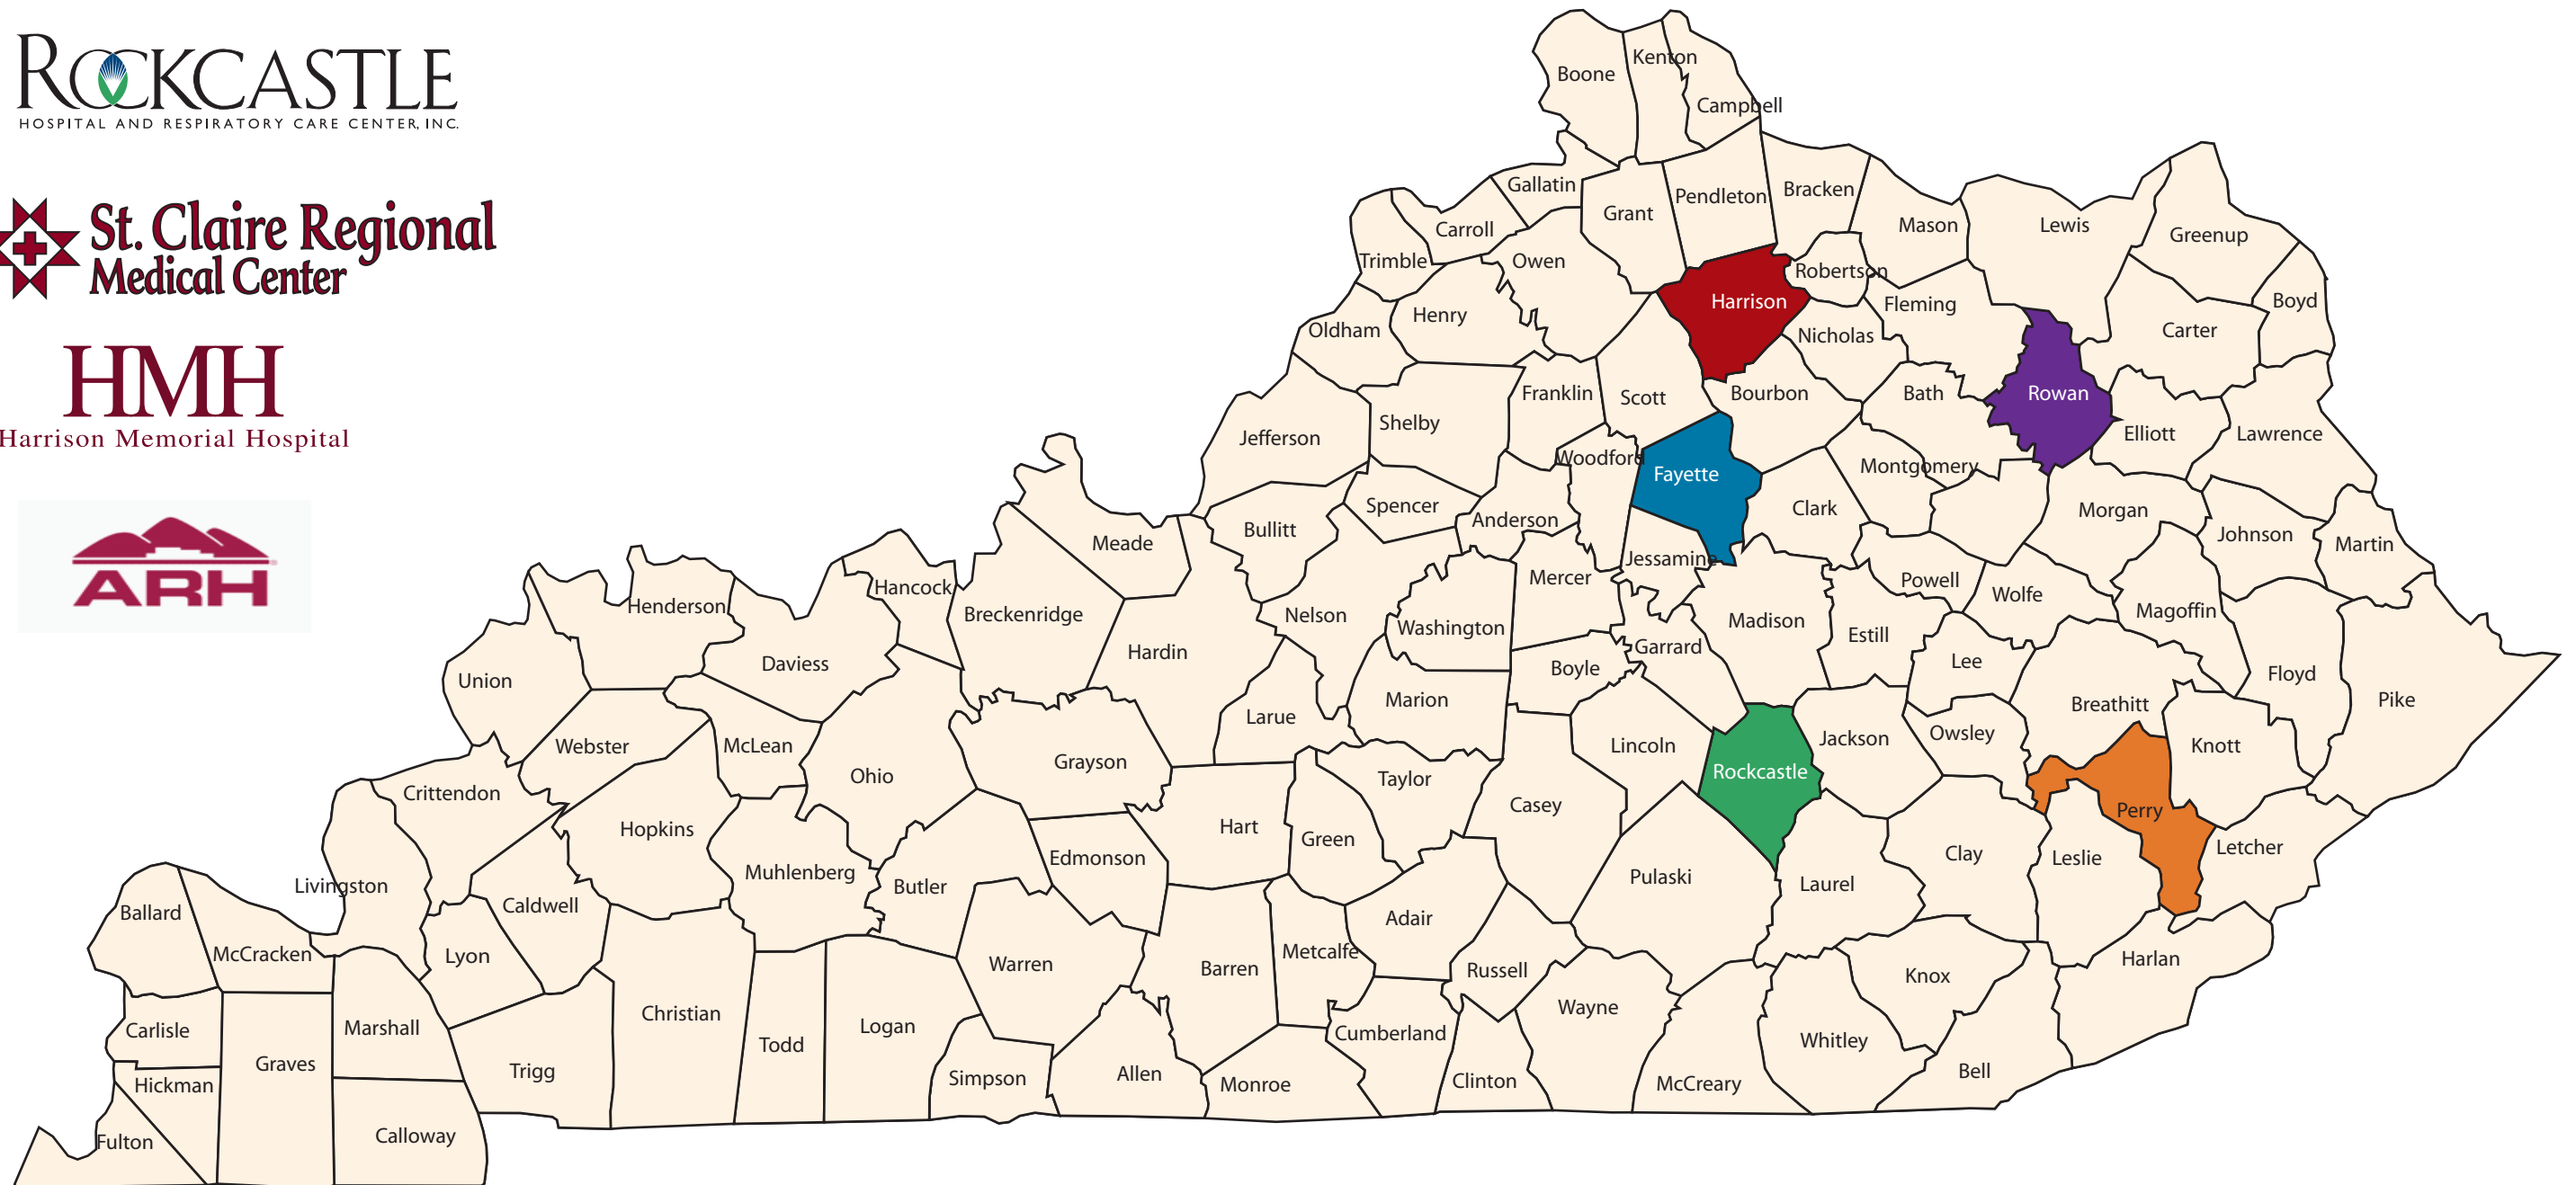 ROCKCASTLE
HOSPITAL AND RESPIRATORY CARE CENTER, INC.
St. Claire Regional
Medical Center
HMH
Harrison Memorial Hospital
ARH
Boone
Kenton
Campbell
Gallatin
Grant
Pendleton
Bracken
Mason
Lewis
Greenup
Carroll
Trimble
Owen
Robertson
Harrison
Fleming
Boyd
Oldham
Henry
Nicholas
Carter
Franklin
Scott
Bourbon
Bath
Rowan
Jefferson
Shelby
Elliott
Lawrence
Woodford
Fayette
Montgomery
Spencer
Anderson
Clark
Morgan
Bullitt
Johnson
Martin
Meade
Jessamine
Mercer
Powell
Wolfe
Hancock
Henderson
Breckenridge
Nelson
Washington
Madison
Estill
Magoffin
Hardin
Daviess
Boyle
Garrard
Lee
Union
Floyd
Pike
Marion
Larue
Breathitt
Webster
McLean
Lincoln
Jackson
Owsley
Knott
Ohio
Grayson
Taylor
Rockcastle
Crittendon
Casey
Perry
Hopkins
Hart
Green
Clay
Leslie
Letcher
Edmonson
Muhlenberg
Butler
Livingston
Pulaski
Laurel
Ballard
Caldwell
Adair
McCracken
Lyon
Warren
Barren
Metcalfe
Russell
Knox
Harlan
Carlisle
Marshall
Christian
Todd
Logan
Wayne
Cumberland
Whitley
Graves
Hickman
Trigg
Simpson
Allen
Monroe
Clinton
McCreary
Bell
Fulton
Calloway